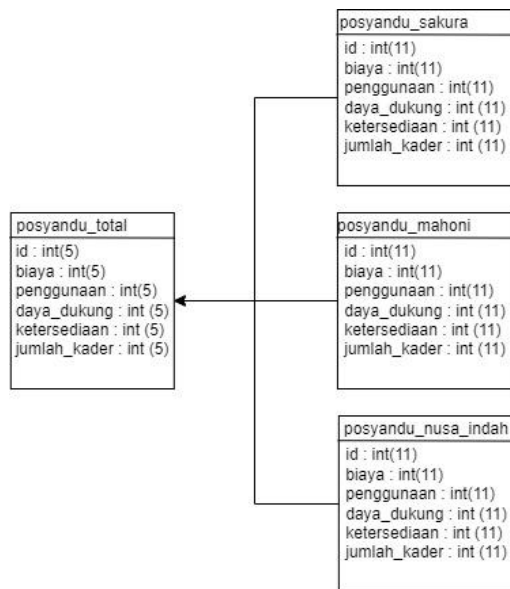 posyandu_sakura
id : int(11)
biaya : int(11)
penggunaan : int(11)
daya_dukung : int (11)
ketersediaan : int (11)
jumlah_kader : int (11)
posyandu_total
id : int(5)
biaya : int(5)
penggunaan : int(5)
daya_dukung : int (5)
ketersediaan : int (5)
jumlah_kader : int (5)
posyandu_mahoni
id : int(11)
biaya : int(11)
penggunaan : int(11)
daya_dukung : int (11)
ketersediaan : int (11)
jumlah_kader : int (11)
posyandu_nusa_indah
id : int(11)
biaya : int(11)
penggunaan : int(11)
daya_dukung : int (11)
ketersediaan : int (11)
jumlah_kader : int (11)